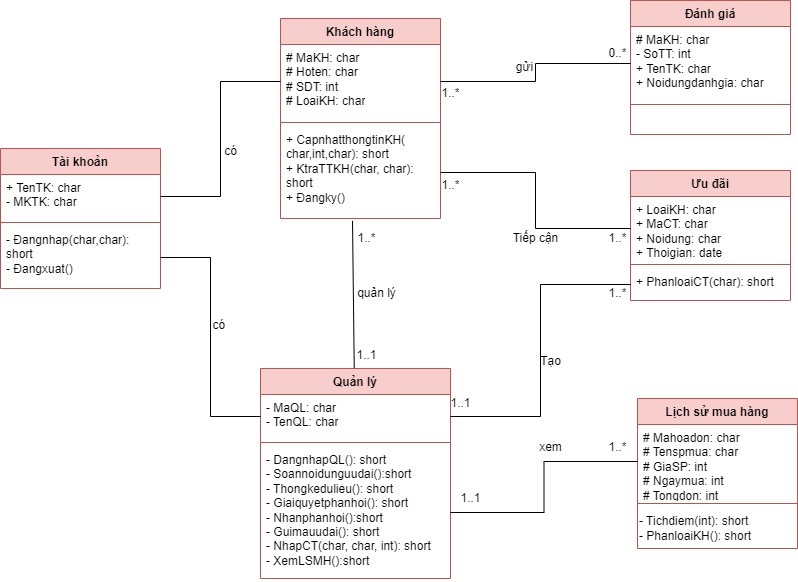 Khách hàng
# MaKH: char
# Hoten: char
# SDT: int
# LoaiKH: char
+ CapnhatthongtinKH(
char,int,char): short
+ KtraTTKH(char, char):
short
+ Đangky()
Đánh giá
# MaKH: char
- SoTT: int
+ TenTK: char
+ Noidungdanhgia: char
gửi
0..*
1..*
có
Tài khoản
+ TenTK: char
- MKTK: char
- Đangnhap(char,char):
short
- Đangxuat()
Ưu đãi
+ LoaiKH: char
+ MaCT: char
+ Noidung: char
+ Thoigian: date
+ PhanloaiCT(char): short
1..*
Tiếp cận
1..*
1..*
quản lý
1..1
có
1..*
Tạo
1..1
Quản lý
- MaQL: char
- TenQL: char
- DangnhapQL(): short
- Soannoidunguudai():short
- Thongkedulieu(): short
- Giaiquyetphanhoi(): short
- Nhanphanhoi():short
- Guimauudai(): short
- NhapCT(char, char, int): short
- XemLSMH():short
xem
1..*
1..1
Lịch sử mua hàng
# Mahoadon: char
# Tenspmua: char
# GiaSP: int
# Ngaymua: int
# Tongdon: int
- Tichdiem(int): short
- PhanloaiKH(): short